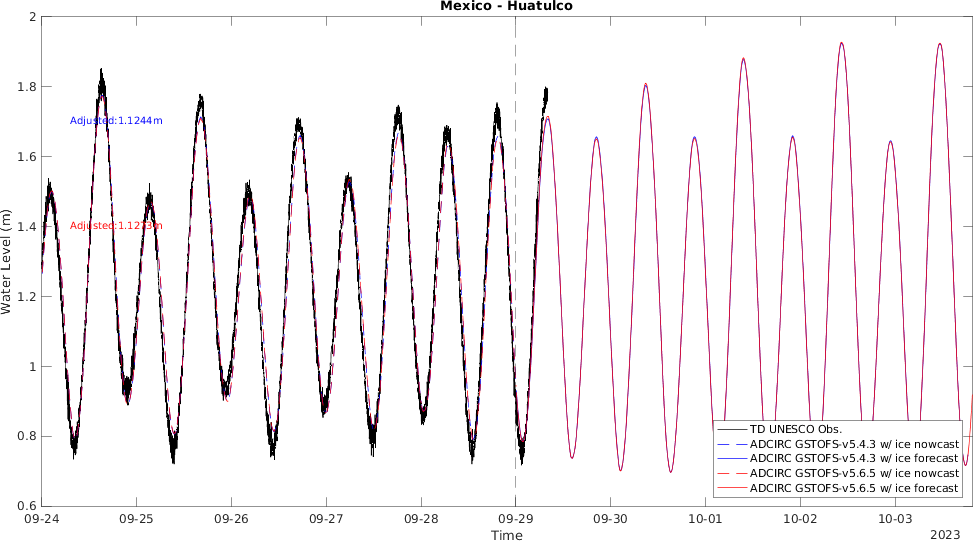 Mexico - Huatulco
2
1.8
1.6
1.4
1.2
1
0.8
0.6
Water Level (m)
Adjusted:1.1244m
Adjusted:1.1273m
TD UNESCO Obs.
ADCIRC GSTOFS-v5.4.3 w/ ice nowcast
ADCIRC GSTOFS-v5.4.3 w/ ice forecast
ADCIRC GSTOFS-v5.6.5 w/ ice nowcast
ADCIRC GSTOFS-v5.6.5 w/ ice forecast
09-24 09-25 09-26 09-27 09-28 09-29 09-30 10-01 10-02 10-03
Time
2023